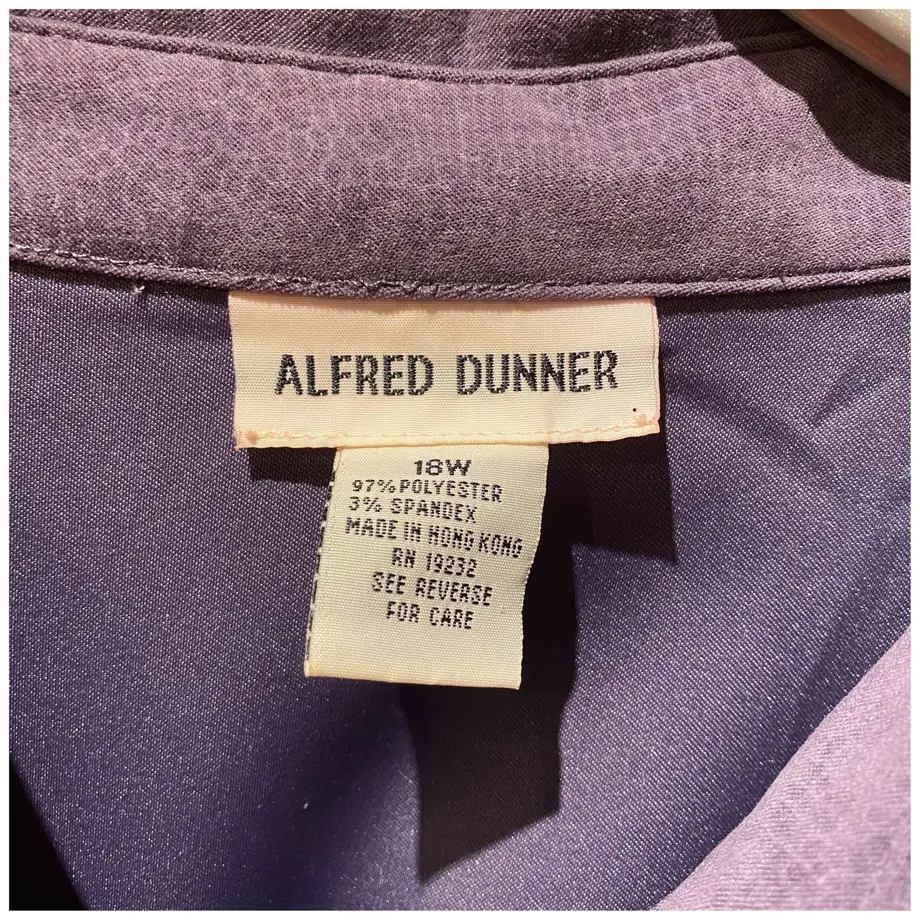 ALFRED DUNNER
18W
97% POLYESTER
3% SPANDEX
MADE IN HONG KONG
RN 19232
SEE REVERSE
FOR CARE